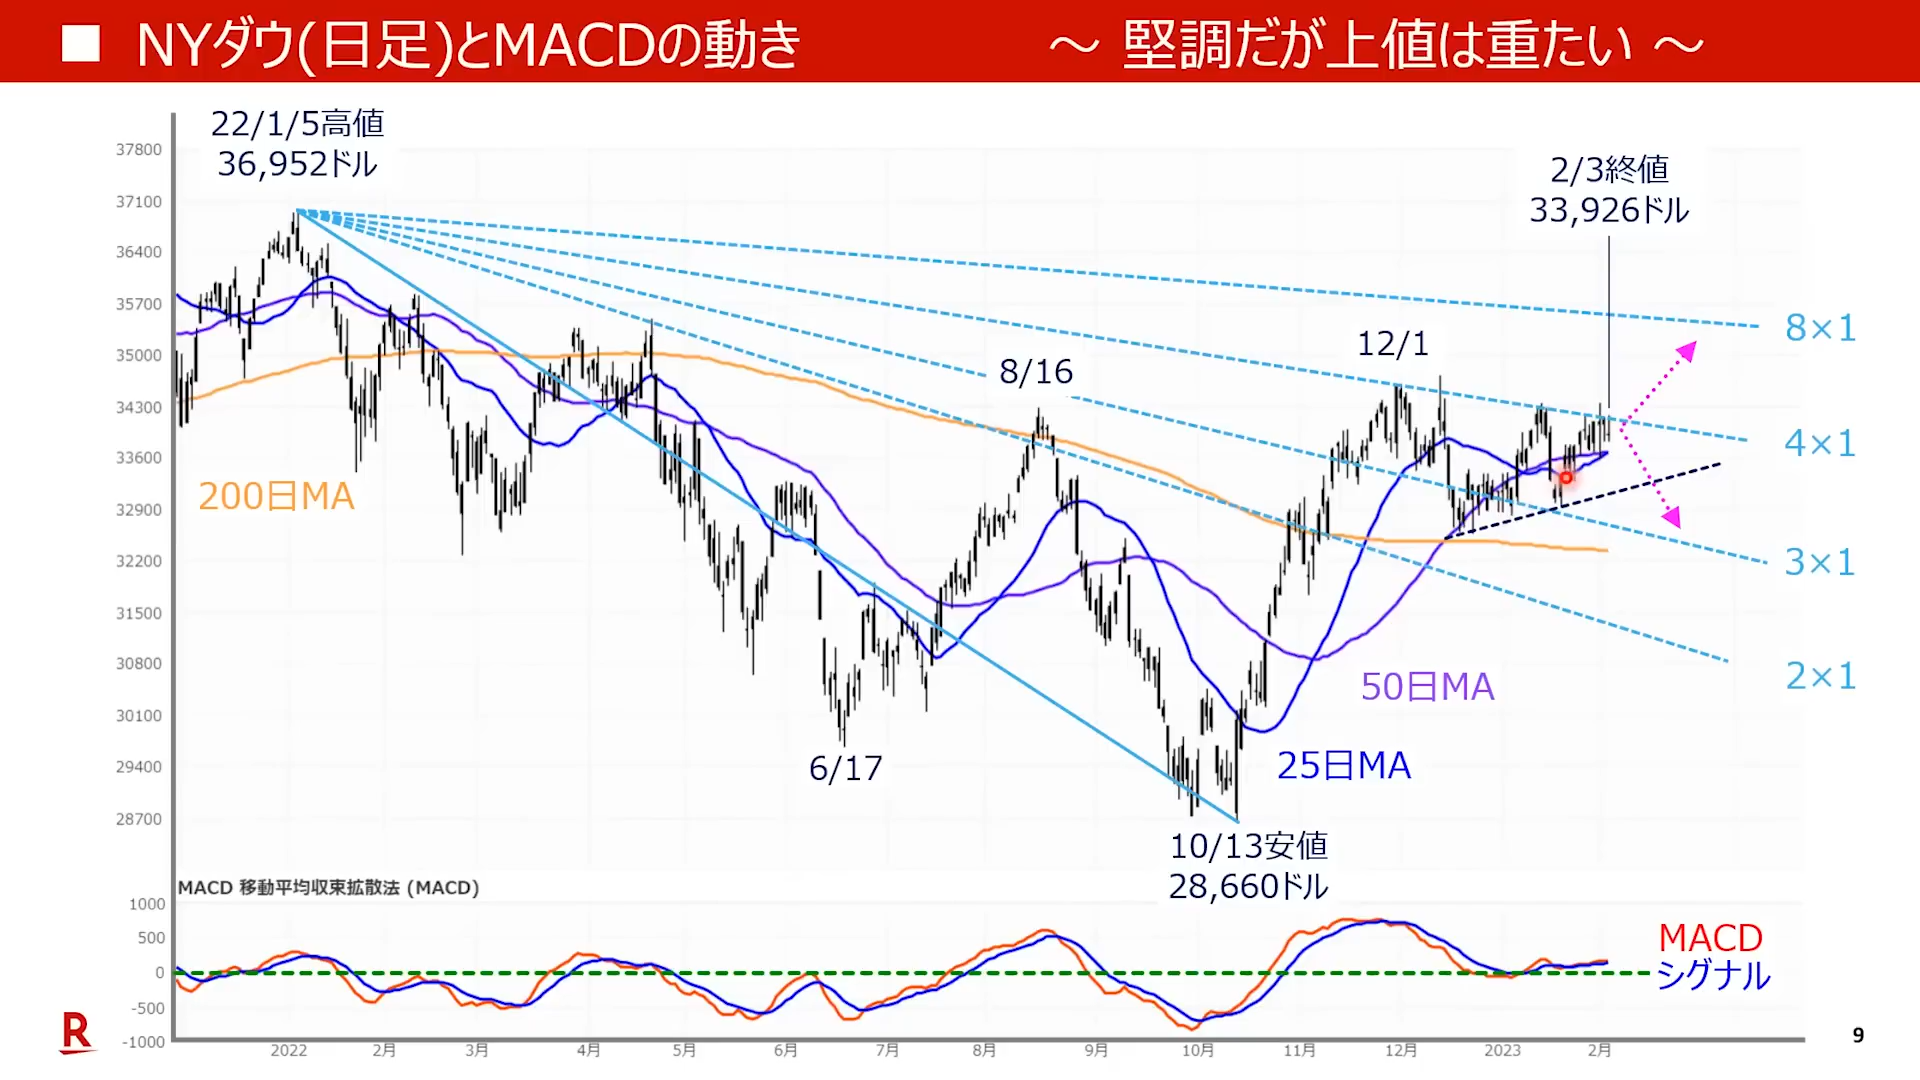 ■ NYダウ(日足)とMACDの動き ～ 堅調だが上値は重たい ～
22/1/5高値
36,952ドル
2/3終値
33,926ドル
37800
37100
36400
35700
35000
34300
33600
32900
32200
31500
30800
30100
29400
28700
8/16
12/1
8×1
4×1
3×1
2×1
200日MA
50日MA
25日MA
6/17
10/13安値
28,660ドル
MACD 移動平均収束拡散法 (MACD)
1000
500
0
-500
-1000
MACD
シグナル
2022 2月 3月 4月 5月 6月 7月 8月 9月 10月 11月 12月 2023 2月
R
9